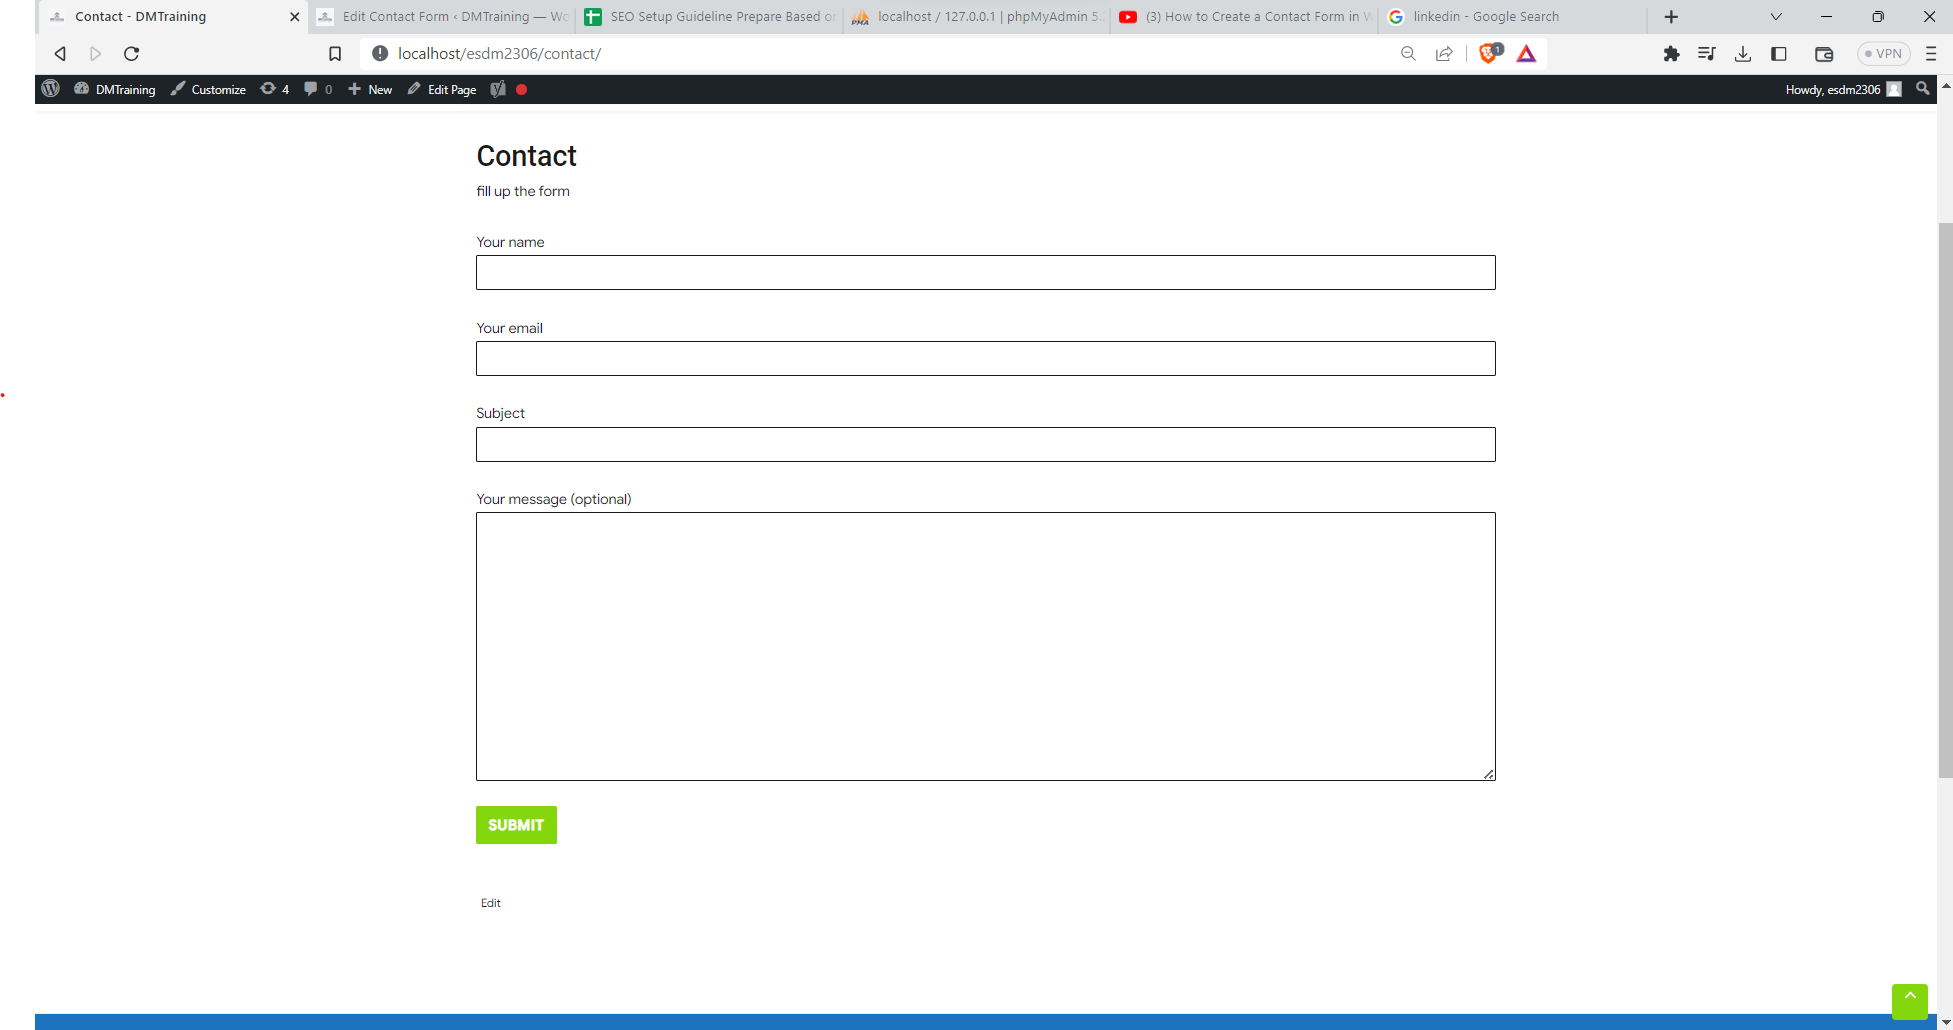 Contact - DMTraining
Edit Contact Form ‹ DMTraining — Wo
SEO Setup Guideline Prepare Based or
localhost / 127.0.0.1 | phpMyAdmin 5.
(3) How to Create a Contact Form in W
linkedin - Google Search
localhost/esdm2306/contact/
1
VPN
DMTraining
Customize
4
0
New
Edit Page
Howdy, esdm2306
Contact
fill up the form
Your name
Your email
Subject
Your message (optional)
SUBMIT
Edit